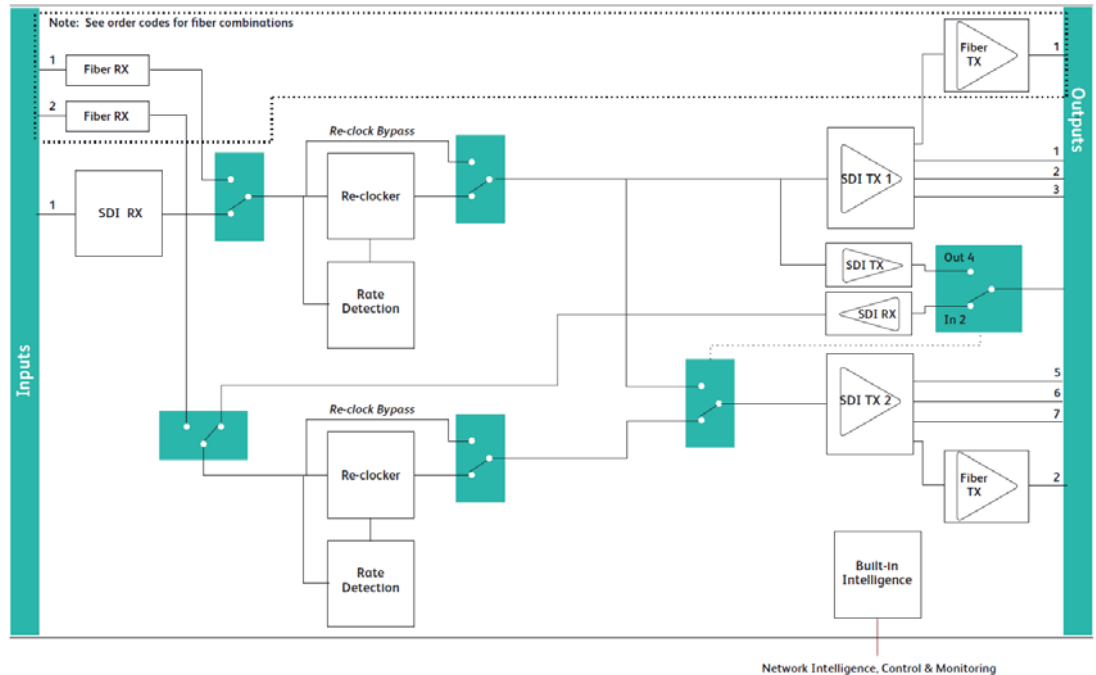 Note: See order codes for fiber combinations
1
Fiber RX
2
Fiber RX
1
SDI RX
Inputs
Re-clock Bypass
Re-clocker
Rate
Detection
Re-clock Bypass
Re-clocker
Rate
Detection
Fiber
TX
1
Outputs
SDI TX 1
1
2
3
SDI TX
Out 4
SDI RX
In 2
SDI TX 2
5
6
7
Fiber
TX
2
Built-in
Intelligence
Network Intelligence, Control & Monitoring